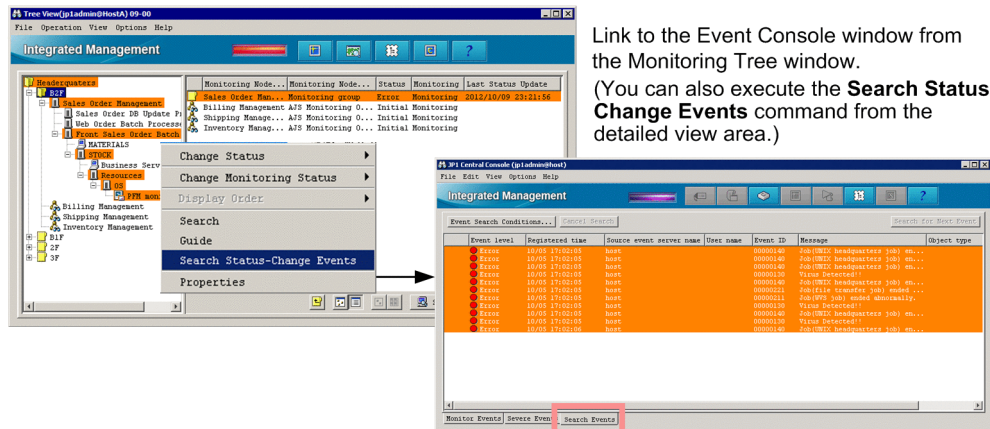 Tree View(jp1admin@HostA) 09-00
File Operation View Options Help
Integrated Management
Headquaters
B2F
Sales Order Management
Sales Order DB Update P
Web Order Batch Process
Front Sales Order Batch
MATERIALS
STOCK
Business Serv
Resources
OS
PFM mon
Billing Management
Shipping Management
Inventory Management
B1F
2F
3F
Monitoring Node... Monitoring Node... Status Monitoring Last Status Update
Sales Order Man... Monitoring group Error Monitoring 2012/10/09 23:21:56
Billing Management AJS Monitoring O... Initial Monitoring
Shipping Manage... AJS Monitoring O... Initial Monitoring
Inventory Manag... AJS Monitoring O... Initial Monitoring
Change Status
Change Monitoring Status
Display Order
Search
Guide
Search Status-Change Events
Properties
Link to the Event Console window from
the Monitoring Tree window.
(You can also execute the Search Status
Change Events command from the
detailed view area.)
JP1 Central Console (jp1admin@host)
File Edit View Options Help
Integrated Management
Event Search Conditions... Cancel Search Search for Next Event
Event level Registered time Source event server name User name Event ID Message Object type
Error 10/05 17:02:05 host 00000140 Job(UNIX headquarters job) en...
Error 10/05 17:02:05 host 00000140 Job(UNIX headquarters job) en...
Error 10/05 17:02:05 host 00000140 Job(UNIX headquarters job) en...
Error 10/05 17:02:05 host 00000130 Virus Detected!!
Error 10/05 17:02:05 host 00000140 Job(UNIX headquarters job) en...
Error 10/05 17:02:05 host 00000221 Job(file transfer job) ended ...
Error 10/05 17:02:05 host 00000211 ended abnormally.
Error 10/05 17:02:05 host 00000130 Virus Detected!!
Error 10/05 17:02:05 host 00000140 Job(UNIX headquarters job) en...
Error 10/05 17:02:05 host 00000130 Virus Detected!!
Error 10/05 17:02:06 host 00000140 Job(UNIX headquarters job) en...
Monitor Events Severe Event Search Events